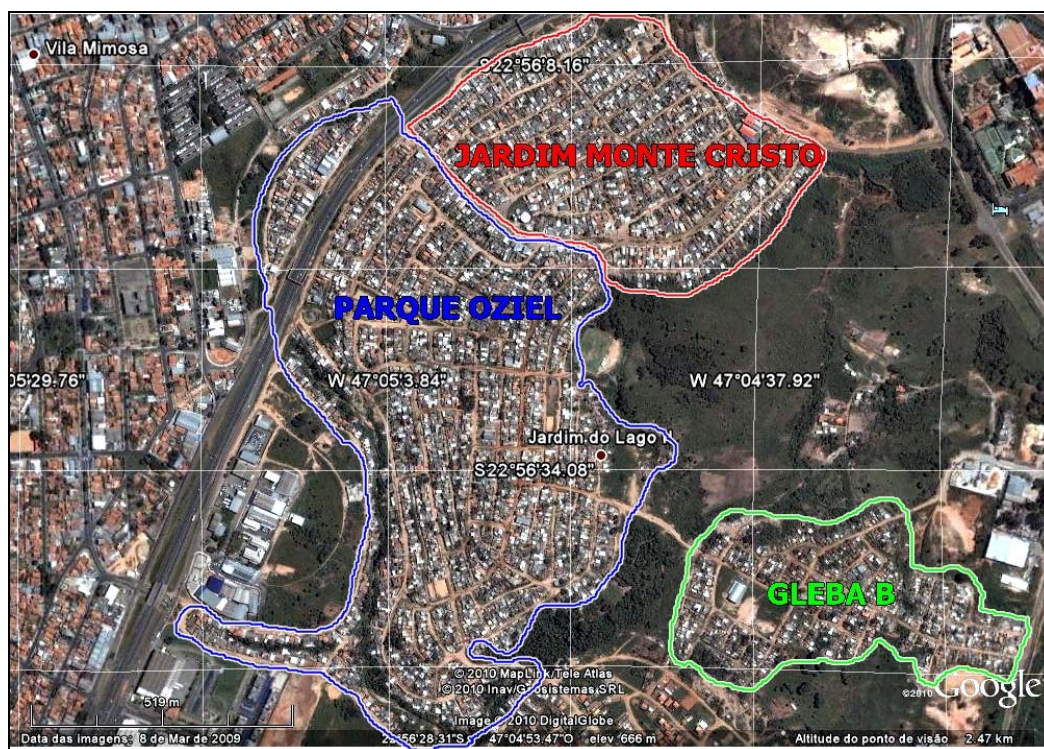 Vila Mimosa
S22°56'8.16"
JARDIM MONTE CRISTO
PARQUE OZIEL
05'29.76"
W 47°05'3.84"
W 47°04'37.92"
Jardim do Lago
S22°56'34.08"
GLEBA B
© 2010 MapLink/Tele Atlas
© 2010 Inav/Geosistemas SRL
Image © 2010 DigitalGlobe
©2010 Google
519 m
Data das imagens: 8 de Mar de 2009
22°56'28.31"S
47°04'53.47"O
elev 666 m
Altitude do ponto de visão 2.47 km